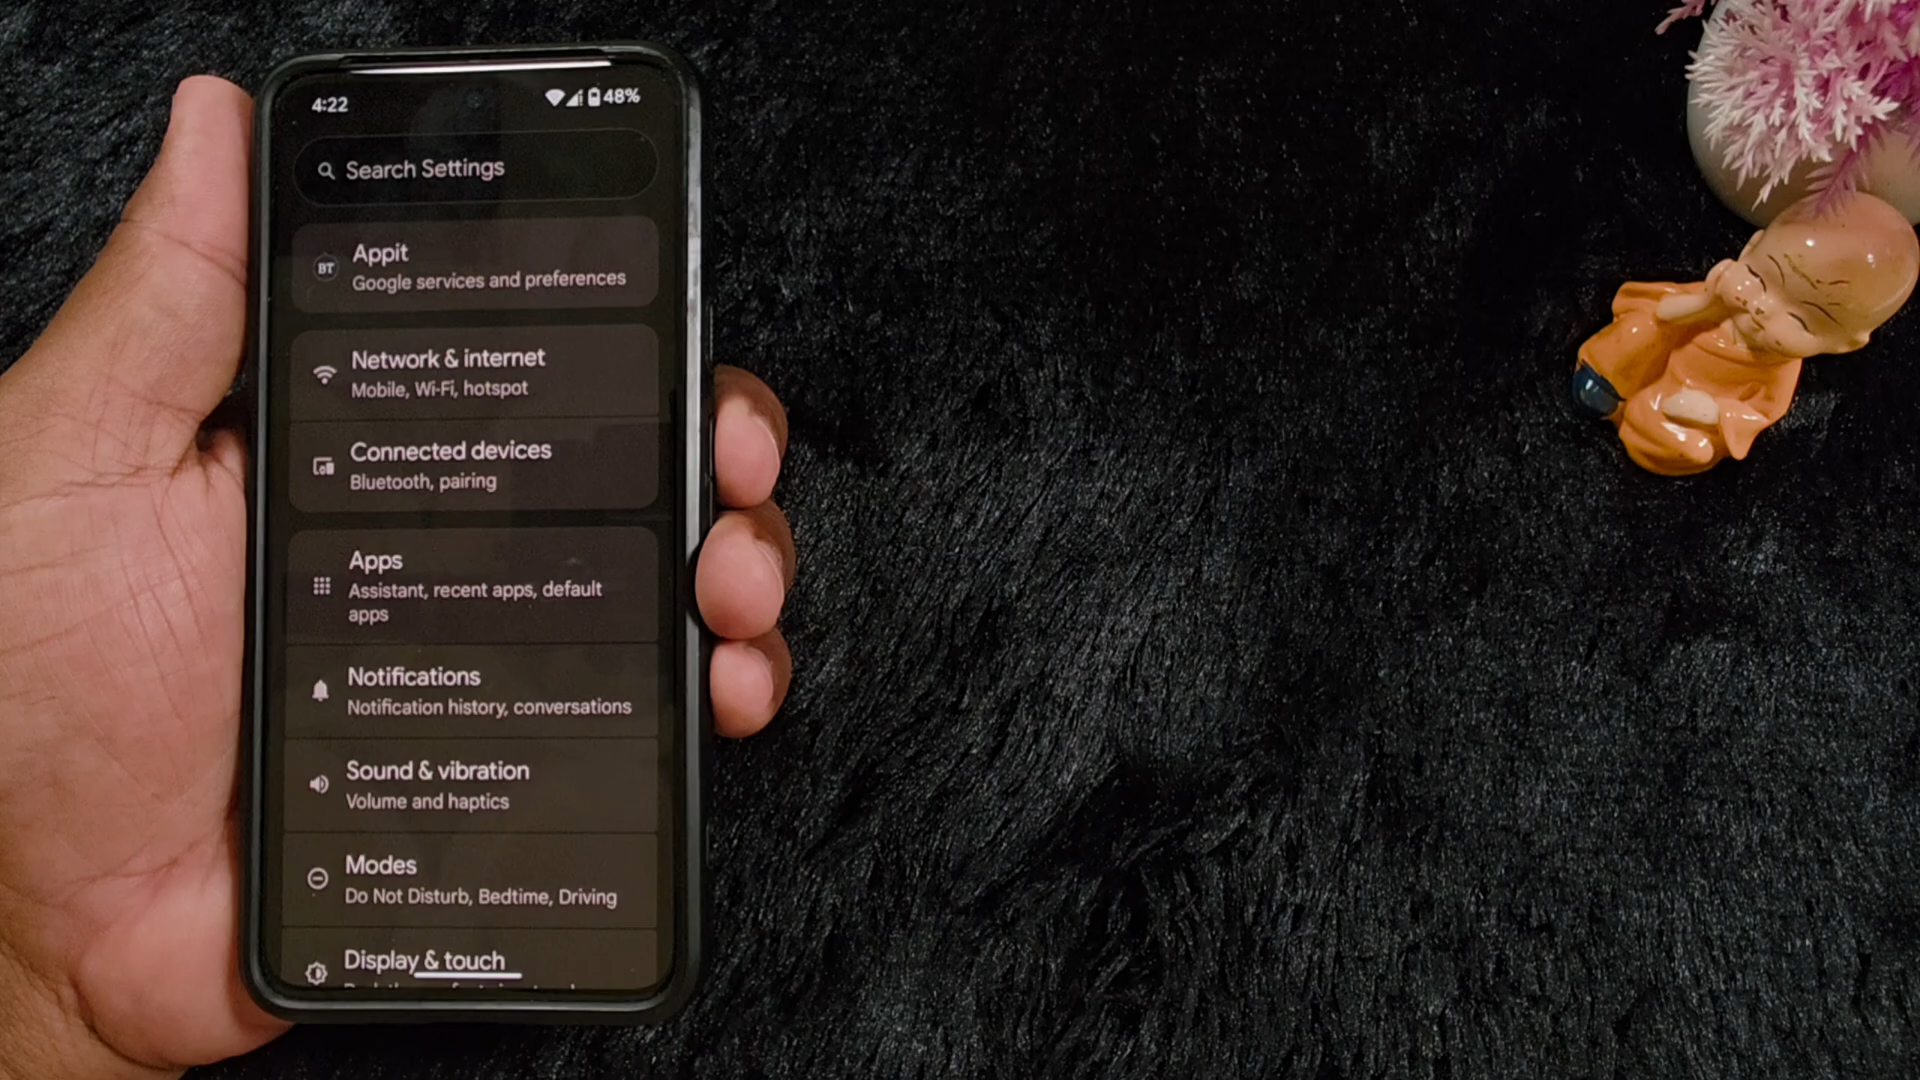 4:22
48%
Search Settings
BT
Appit
Google services and preferences
Network & internet
Mobile, Wi-Fi, hotspot
Connected devices
Bluetooth, pairing
Apps
Assistant, recent apps, default
apps
Notifications
Notification history, conversations
Sound & vibration
Volume and haptics
Modes
Do Not Disturb, Bedtime, Driving
Display & touch